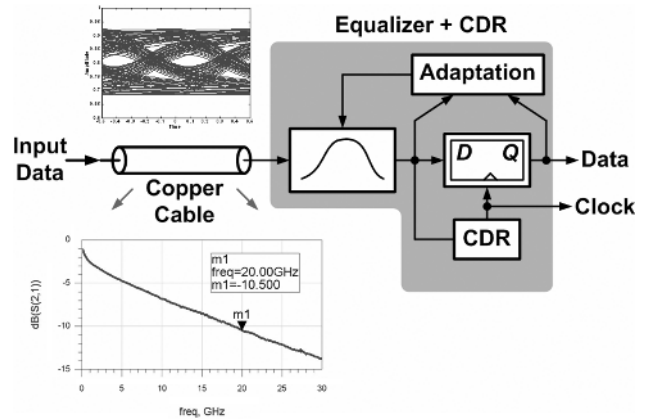 Equalizer + CDR
Adaptation
Input
Data
D Q
Data
Copper
Cable
Clock
CDR
Time
m1
freq=20.00GHz
m1=-10.500
m1
dB(S(2,1))
0
-5
-10
-15
0 5 10 15 20 25 30
freq, GHz